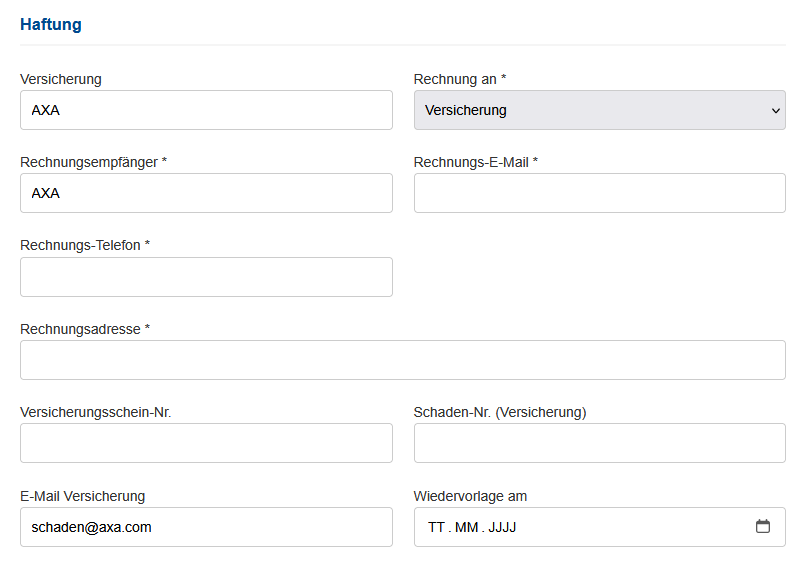 Haftung
Versicherung
Rechnung an *
AXA
Versicherung
Rechnungsempfänger *
Rechnungs-E-Mail *
AXA
Rechnungs-Telefon *
Rechnungsadresse *
Versicherungsschein-Nr.
Schaden-Nr. (Versicherung)
E-Mail Versicherung
Wiedervorlage am
schaden@axa.com
TT . MM . JJJJ